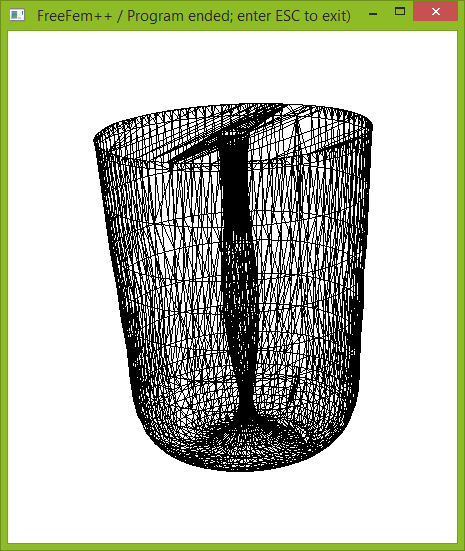 FreeFem++ / Program ended; enter ESC to exit)